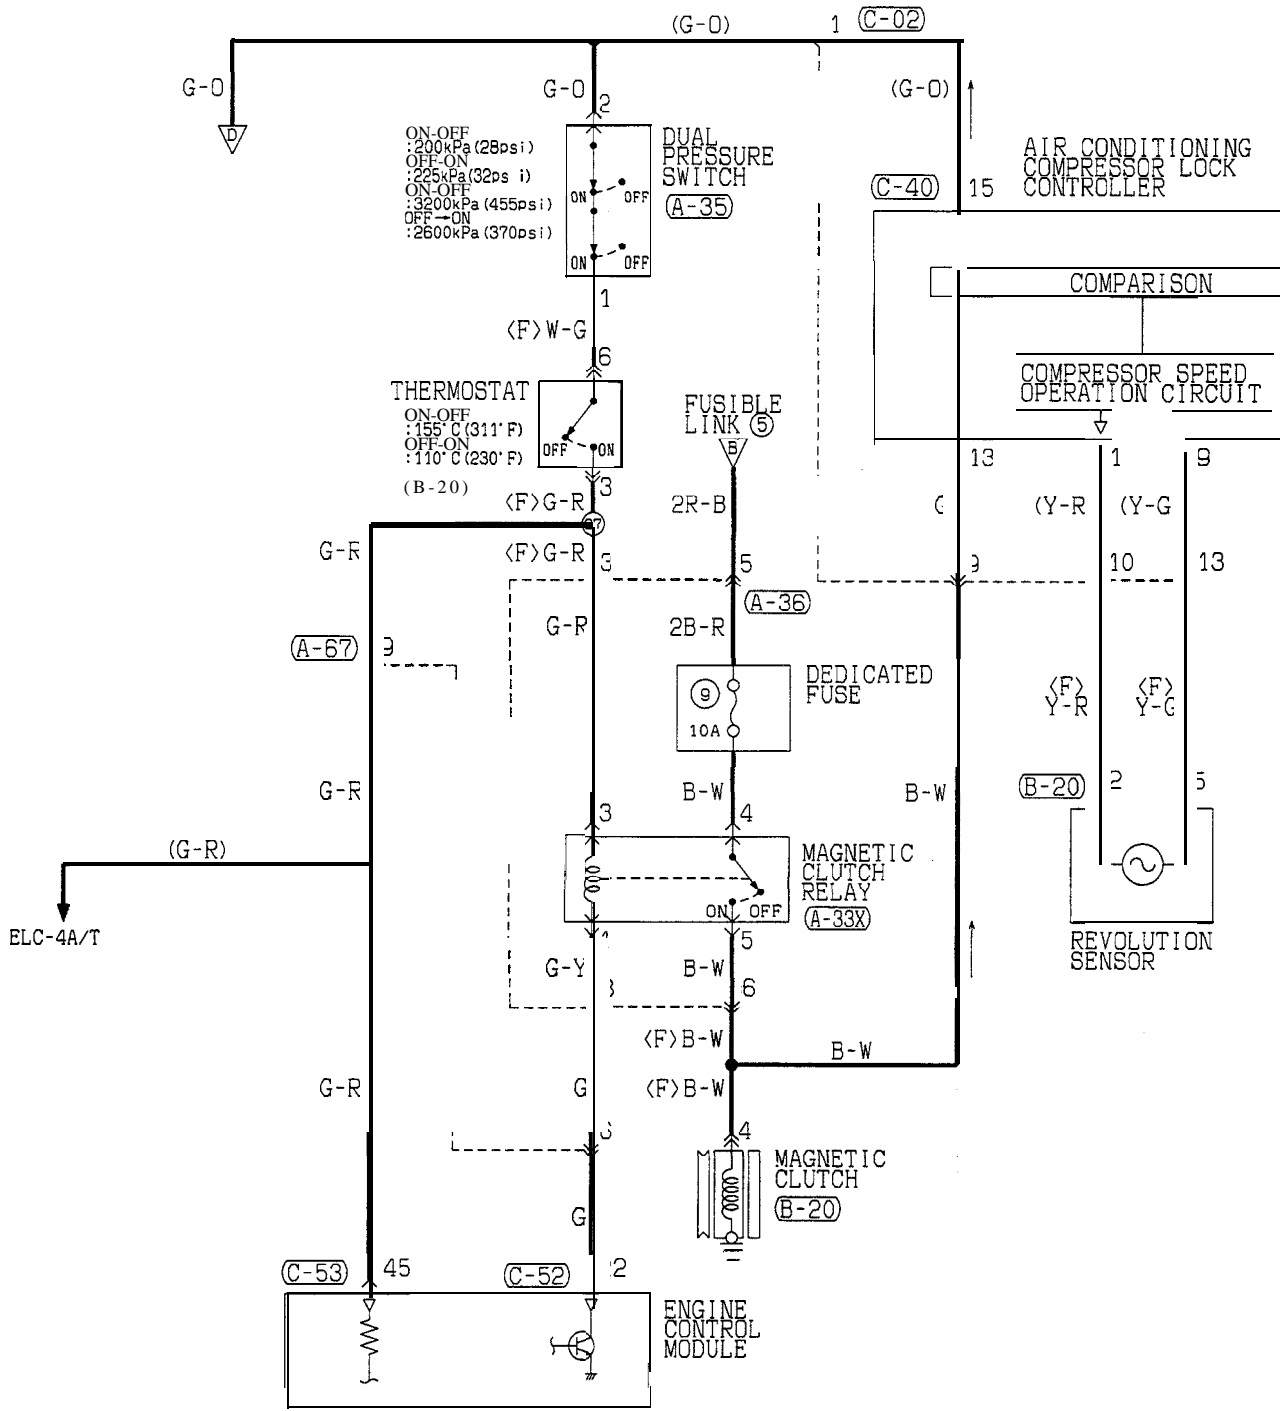 (G-O)
1
C-02
G-O
G-O
2
(G-O)
D
ON-OFF
:200kPa(28psi)
OFF-ON
:225kPa(32ps i)
ON-OFF
:3200kPa(455psi)
OFF→ON
:2600kPa(370psi)
ON
OFF
ON
OFF
DUAL
PRESSURE
SWITCH
A-35
AIR CONDITIONING
COMPRESSOR LOCK
CONTROLLER
C-40
15
COMPARISON
1
<F>W-G
6
COMPRESSOR SPEED
OPERATION CIRCUIT
THERMOSTAT
ON-OFF
:155°C(311°F)
OFF-ON
:110°C(230°F)
(B-20)
OFF
ON
FUSIBLE
LINK 5
B
13
1
9
3
<F>G-R
2R-B
(Y-R
(Y-G
G-R
<F>G-R
5
9
10
13
A-36
G-R
2B-R
A-67
9
9
10A
DEDICATED
FUSE
<F>
Y-R
<F>
G-R
B-W
B-W
B-20
2
5
3
4
(G-R)
MAGNETIC
CLUTCH
RELAY
A-33X
ON
OFF
ELC-4A/T
REVOLUTION
SENSOR
G-Y
B-W
5
6
<F>B-W
B-W
G-R
G
<F>B-W
4
MAGNETIC
CLUTCH
B-20
G
C-53
45
C-52
ENGINE
CONTROL
MODULE